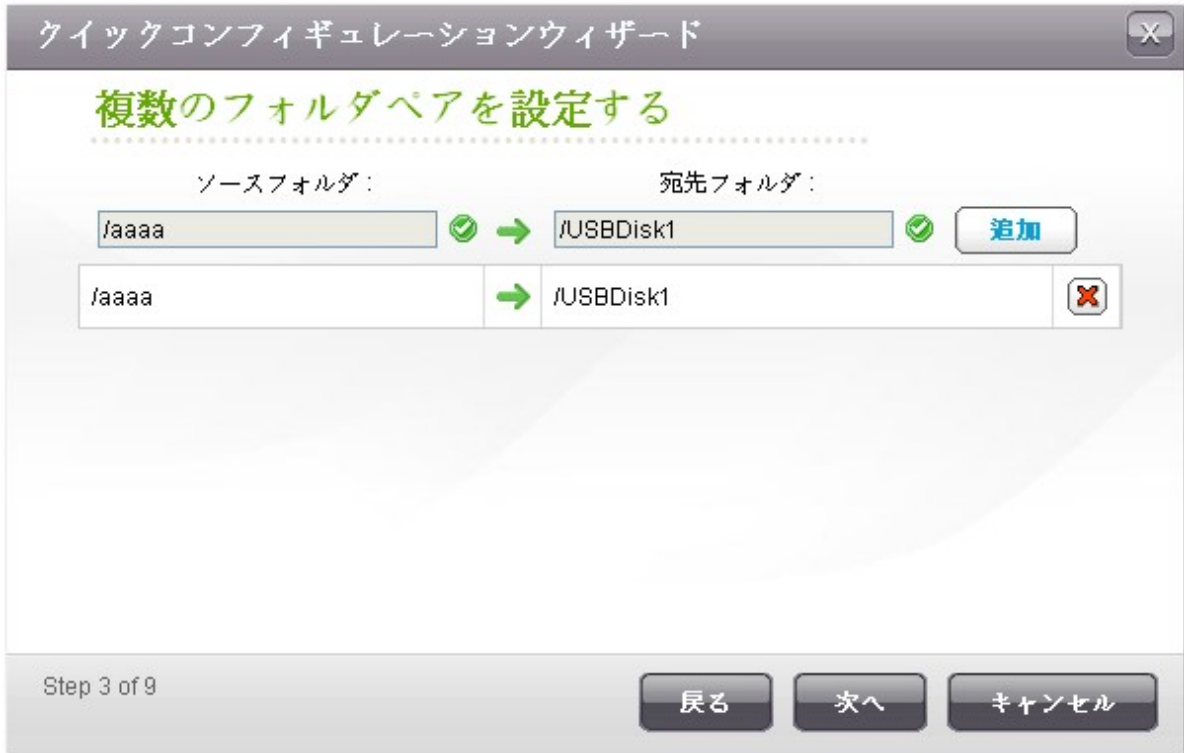 クイックコンフィギュレーションウィザード
X
複数のフォルダペアを設定する
ソースフォルダ: 宛先フォルダ:
/aaaa /USBDisk1 追加
/aaaa /USBDisk1
Step 3 of 9 戻る 次へ キャンセル